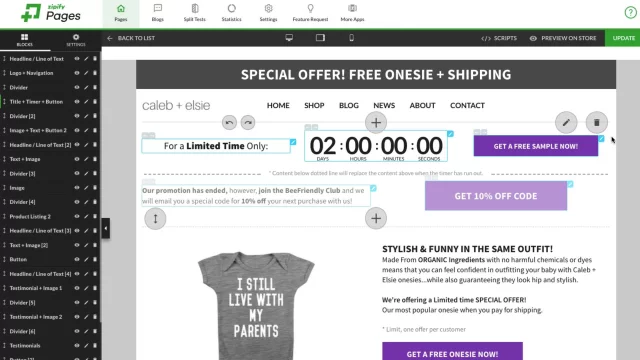 zipify
Pages
Pages
Blogs
Split Tests
Statistics
Settings
Feature Request
More Apps
BLOCKS
SETTINGS
BACK TO LIST
SCRIPTS
PREVIEW ON STORE
UPDATE
Headline / Line of Text
Logo + Navigation
Divider
Title + Timer + Button
Divider [2]
Image + Text + Button 2
Headline / Line of Text [2]
Text + Image
Divider [3]
Image
Divider [4]
Product Listing 2
Headline / Line of Text [3]
Text + Image [2]
Button
Headline / Line of Text [4]
Testimonial + Image 1
Divider [5]
Testimonial + Image 2
Divider [6]
Testimonials
SPECIAL OFFER! FREE ONESIE + SHIPPING
caleb + elsie
HOME SHOP BLOG NEWS ABOUT CONTACT
For a Limited Time Only:
02 : 00 : 00 : 00
DAYS HOURS MINUTES SECONDS
GET A FREE SAMPLE NOW!
* Content below dotted line will replace the content above when the timer has run out.
Our promotion has ended, however, join the BeeFriendly Club and we
will email you a special code for 10% off your next purchase with us!
GET 10% OFF CODE
I STILL
LIVE WITH
MY
PARENTS
STYLISH & FUNNY IN THE SAME OUTFIT!
Made From ORGANIC Ingredients with no harmful chemicals or dyes
means that you can feel confident in outfitting your baby with Caleb +
Elsie onesies...while also guaranteeing they look hip and stylish.
We're offering a Limited time SPECIAL OFFER!
Our most popular onesie when you pay for shipping.
* Limit, one offer per customer
GET A FREE ONESIE NOW!